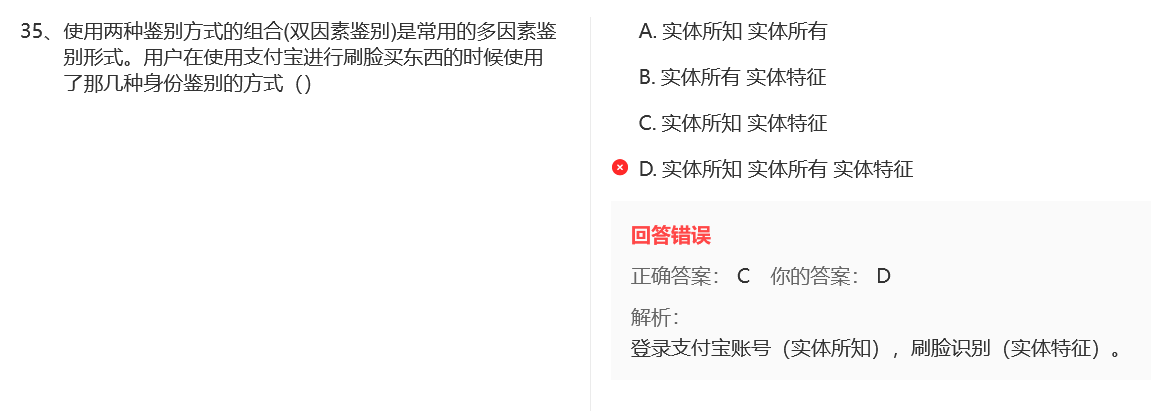 35、使用两种鉴别方式的组合(双因素鉴别)是常用的多因素鉴
别形式。用户在使用支付宝进行刷脸买东西的时候使用
了那几种身份鉴别的方式（）
A. 实体所知 实体所有
B. 实体所有 实体特征
C. 实体所知 实体特征
D. 实体所知 实体所有 实体特征
回答错误
正确答案： C 你的答案： D
解析：
登录支付宝账号（实体所知），刷脸识别（实体特征）。